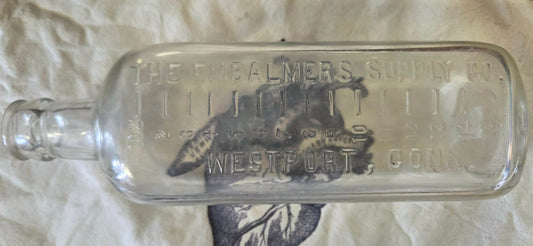 THE EMBALMERS SUPPLY CO.
WESTPORT, CONN.